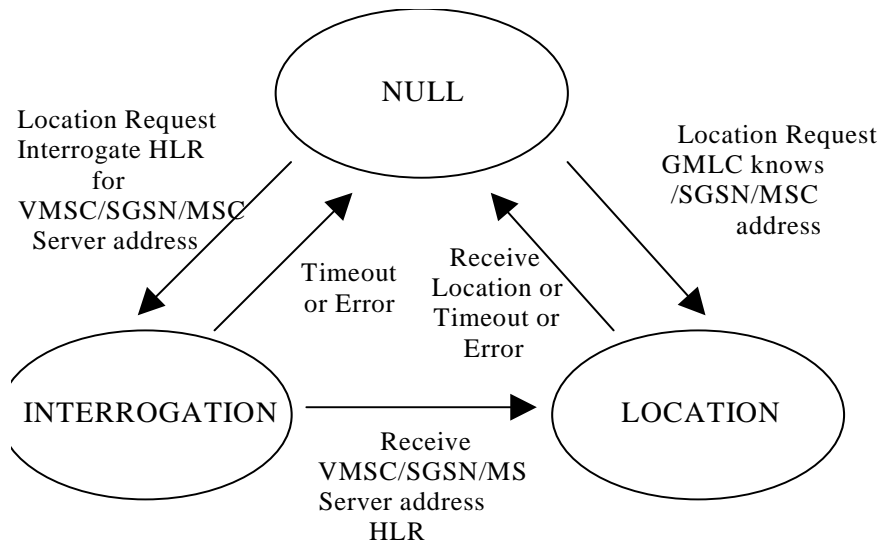 NULL
Location Request
Interrogate HLR
for
VMSC/SGSN/MSC
Server address
Location Request
GMLC knows
/SGSN/MSC
address
Timeout
or Error
Receive
Location or
Timeout or
Error
INTERROGATION
LOCATION
Receive
VMSC/SGSN/MS
Server address
HLR